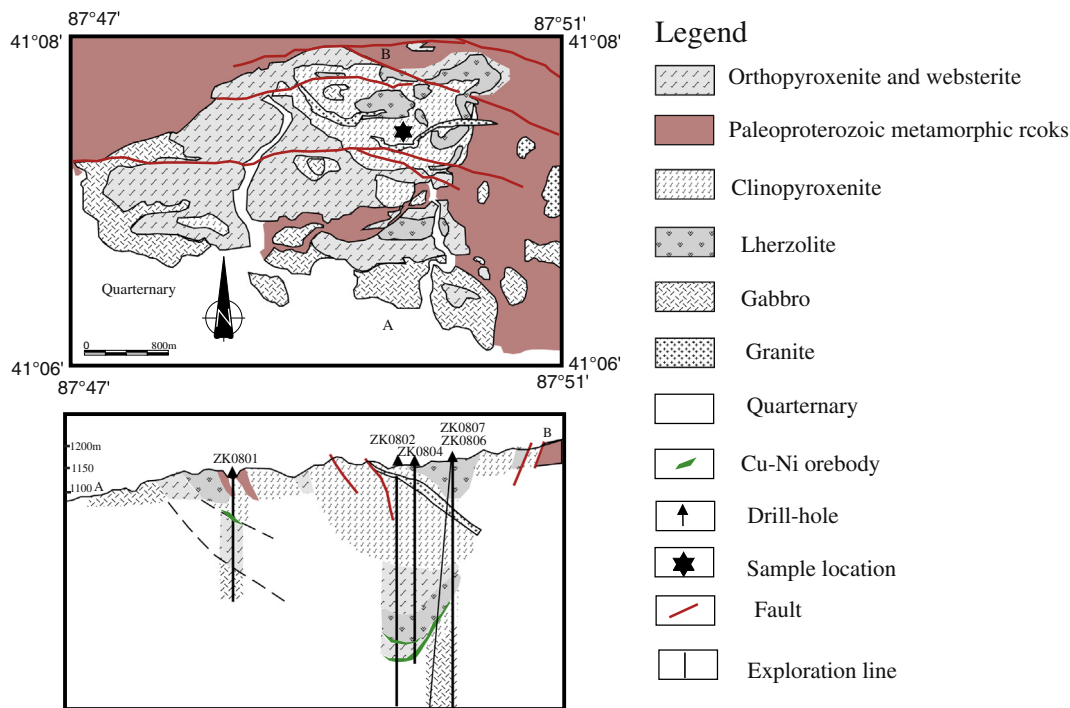 87°47'
87°51'
41°08'
41°08'
B
Quarternary
A
0
800m
41°06'
41°06'
87°47'
87°51'
1200m
1150
1100
A
ZK0801
ZK0802
ZK0804
ZK0807
ZK0806
B
Legend
Orthopyroxenite and websterite
Paleoproterozoic metamorphic rcoks
Clinopyroxenite
Lherzolite
Gabbro
Granite
Quarternary
Cu-Ni orebody
Drill-hole
Sample location
Fault
Exploration line